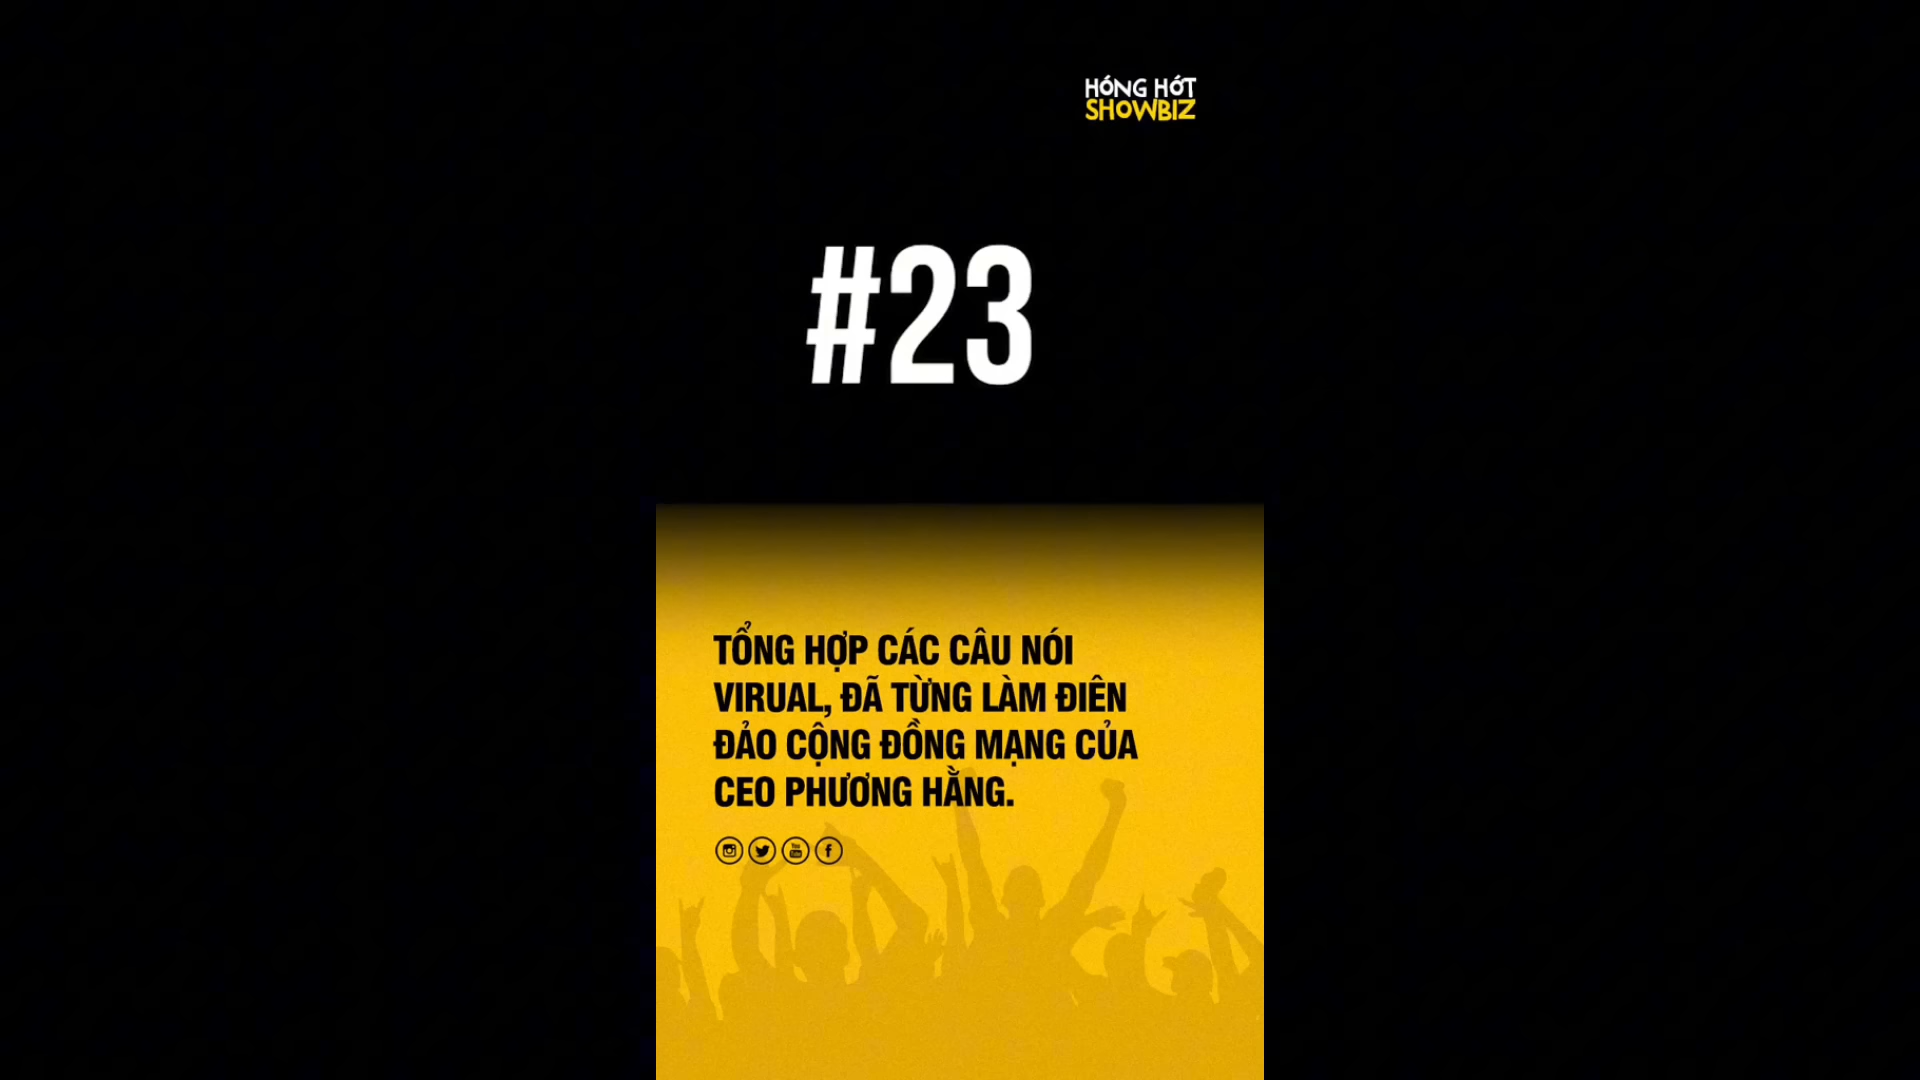 HÓNG HỚT
SHOWBIZ
#23
TỔNG HỢP CÁC CÂU NÓI
VIRUAL, ĐÃ TỪNG LÀM ĐIÊN
ĐẢO CỘNG ĐỒNG MẠNG CỦA
CEO PHƯƠNG HẰNG.